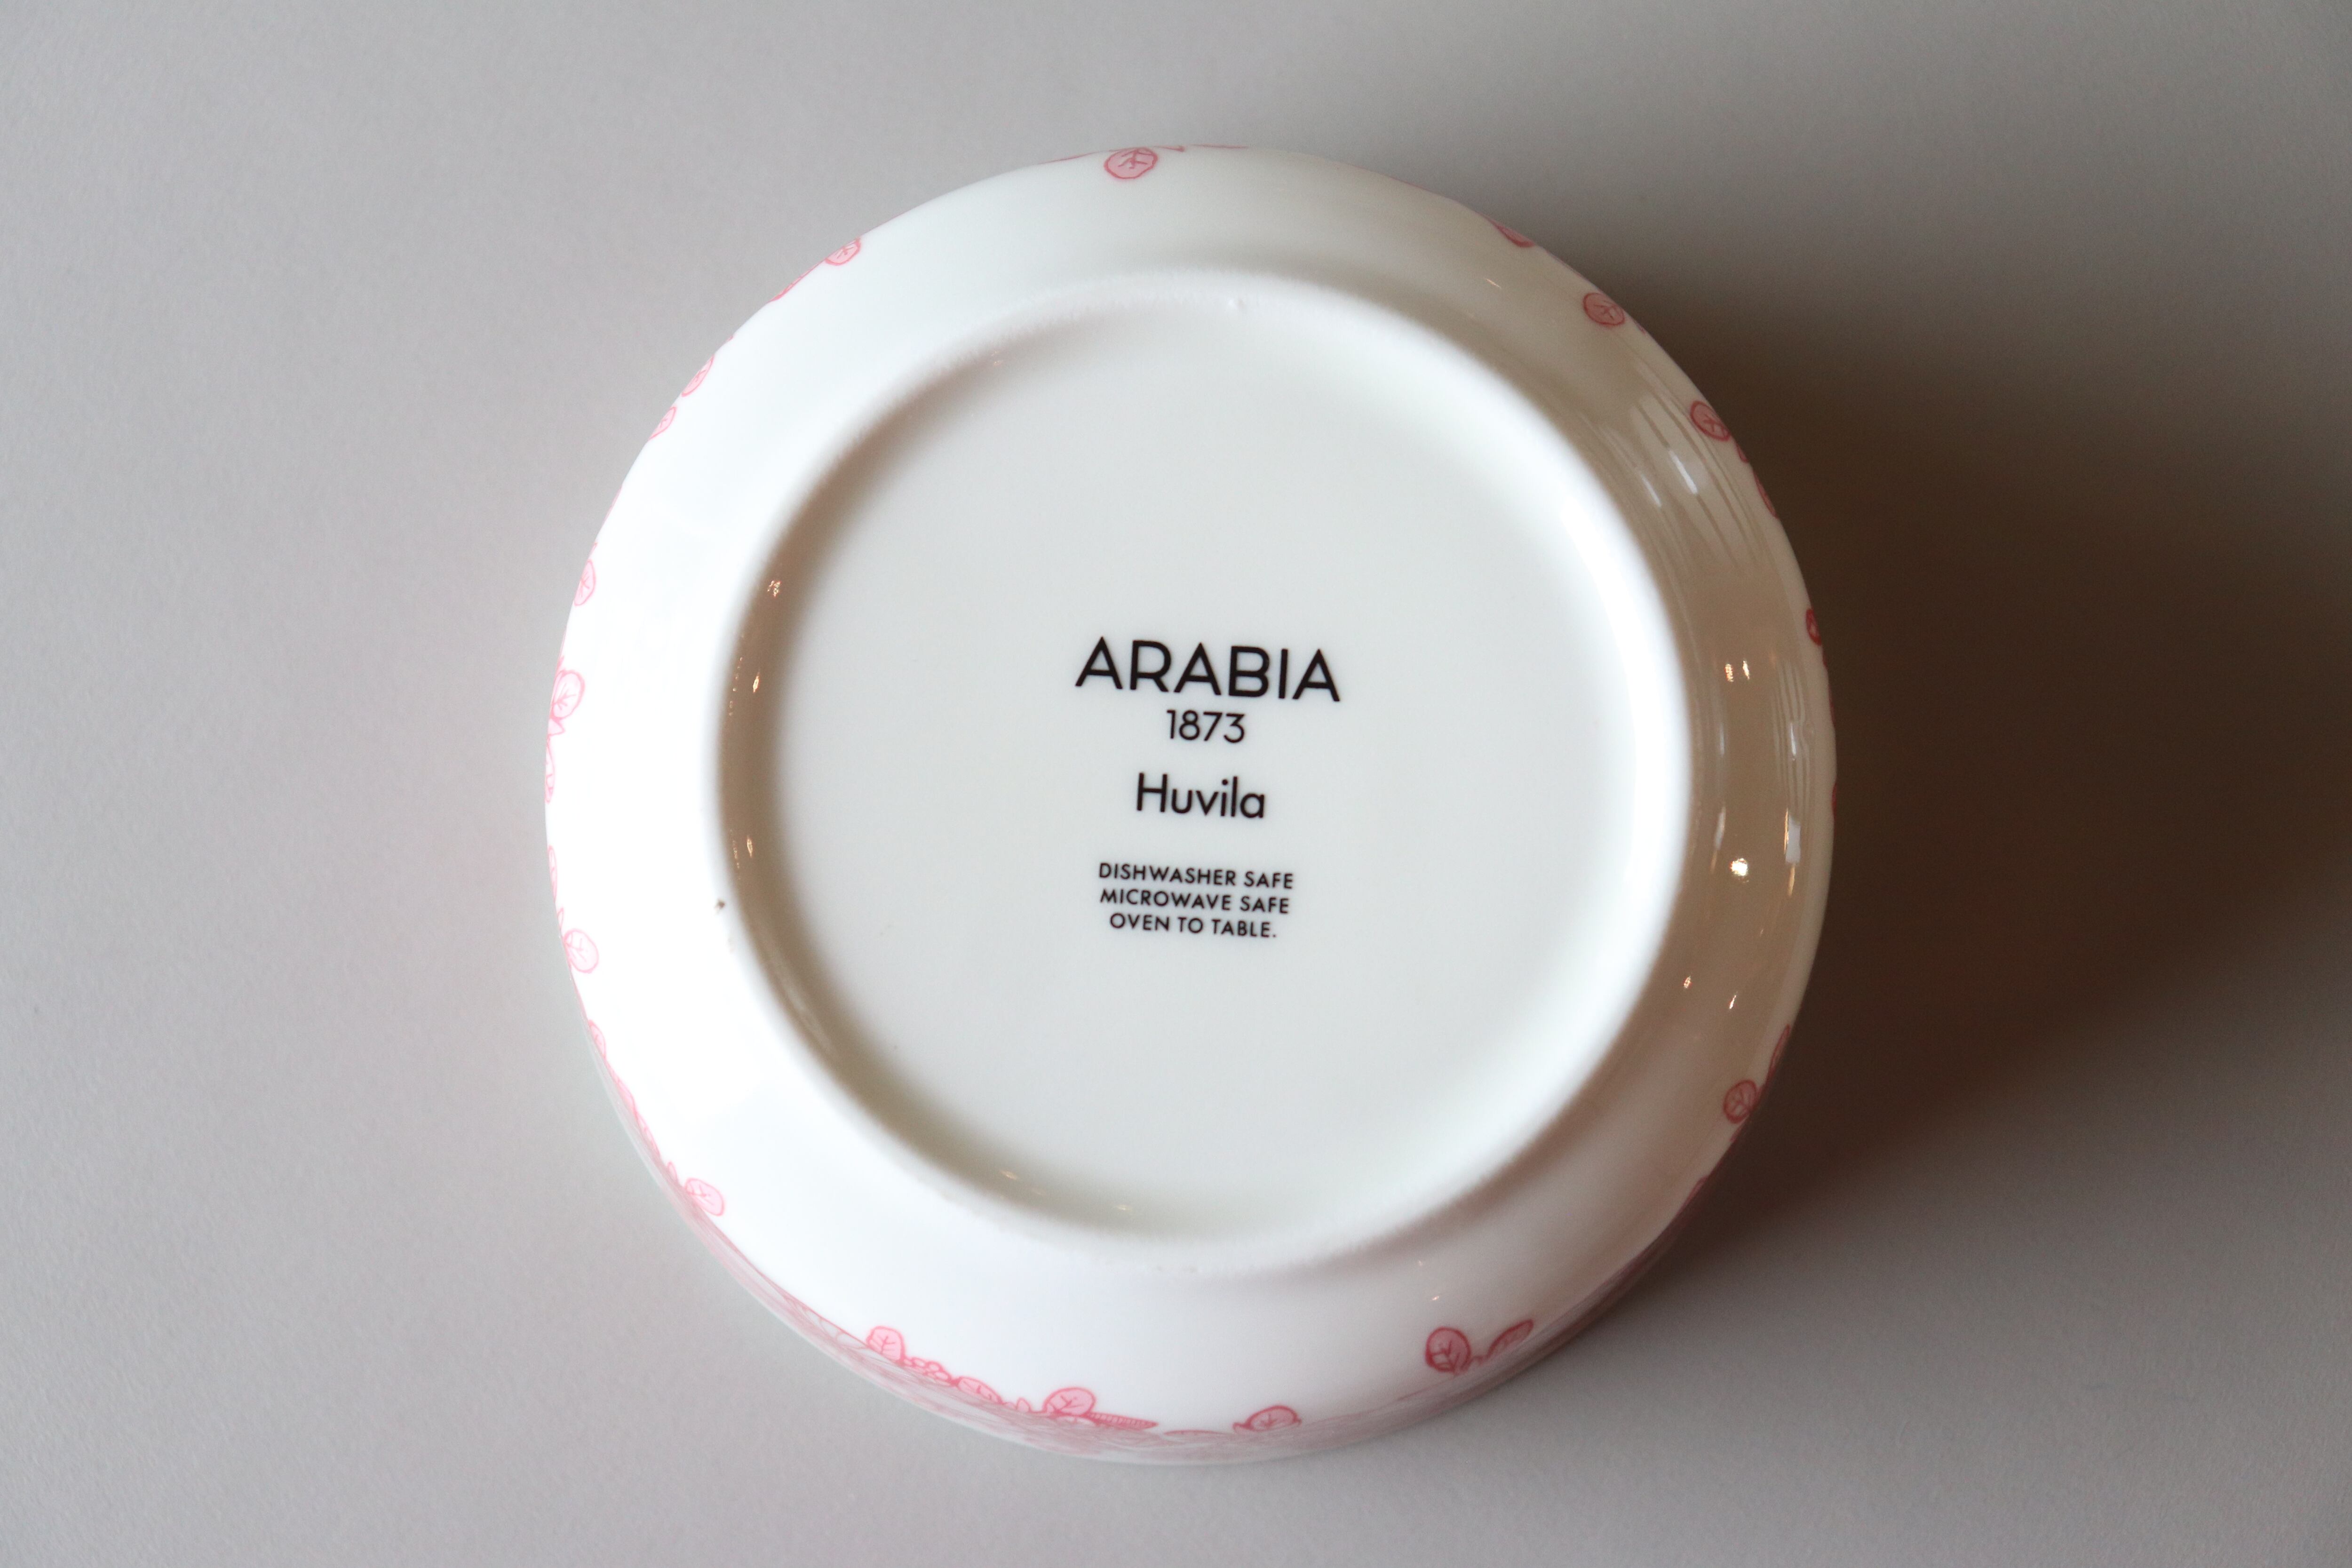 ARABIA
1873
Huvila
DISHWASHER SAFE
MICROWAVE SAFE
OVEN TO TABLE.